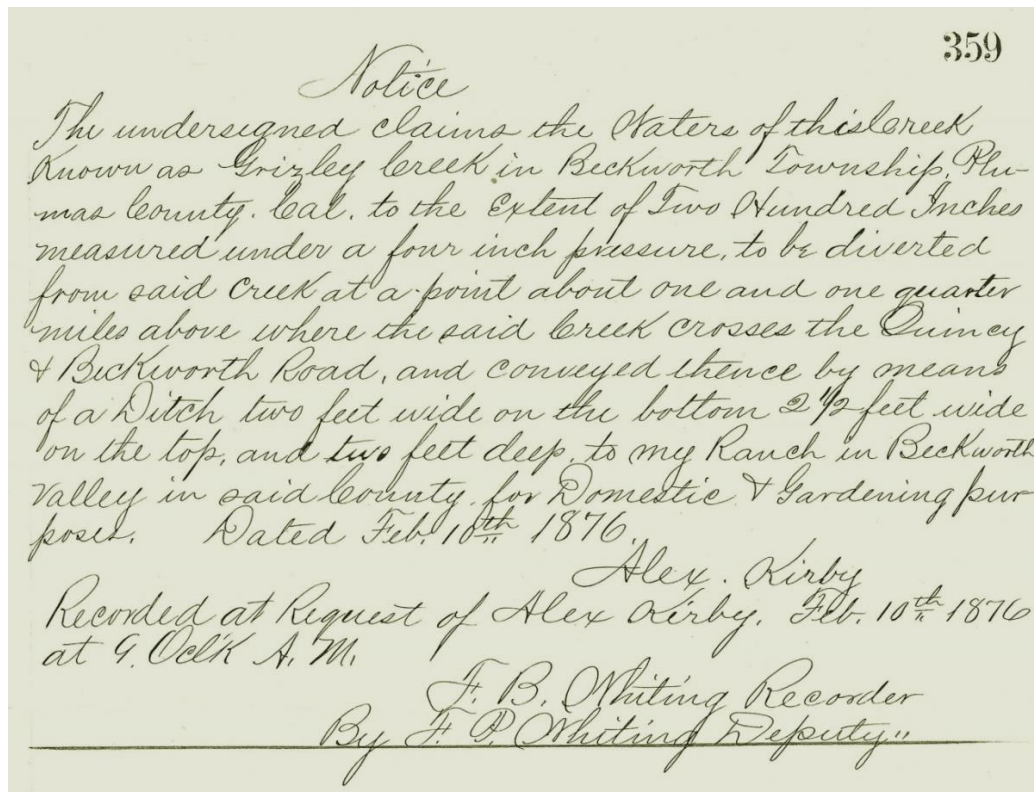 359
Notice
The undersigned claims the Waters of this Creek
Known as Grizley Creek in Beckworth Township, Plu-
mas County. Cal. to the Extent of Two Hundred Inches
measured under a four inch pressure, to be diverted
from said Creek at a point about one and one quarter
miles above where the said Creek crosses the Quincy
& Beckworth Road, and conveyed thence by means
of a Ditch two feet wide on the bottom 2 1/2 feet wide
on the top, and two feet deep, to my Ranch in Beckworth
Valley in said County, for Domestic & Gardening pur-
poses. Dated Feb. 10th 1876.
Alex. Kirby
Recorded at Request of Alex Kirby. Feb. 10th 1876
at 9. Oclk A. M.
F. B. Whiting Recorder
By F. P. Whiting Deputy"